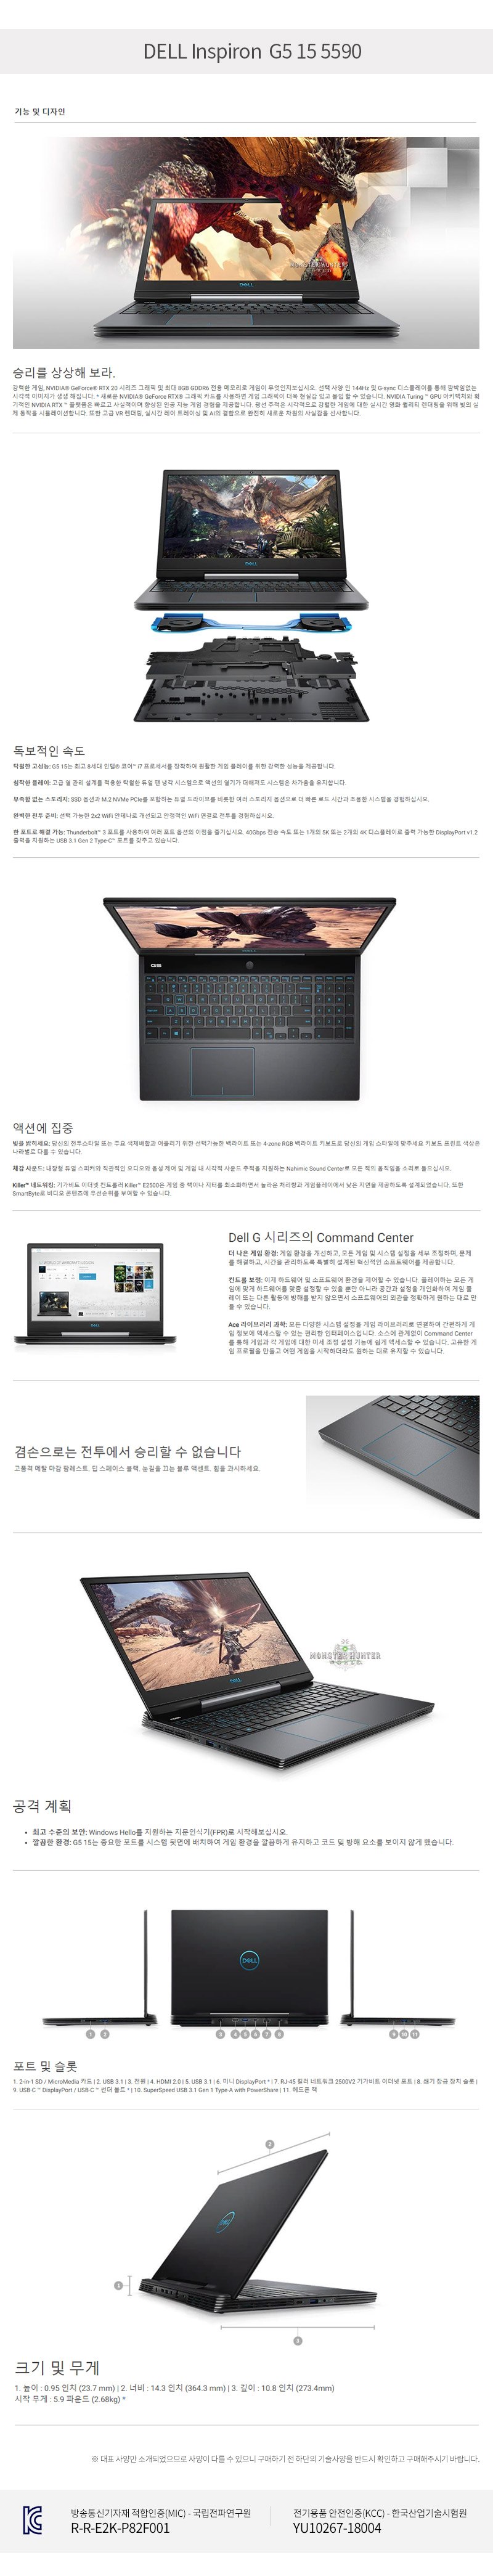 DELL Inspiron G5 15 5590
기능 및 디자인
DELL
승리를 상상해 보라.
강력한 게임, NVIDIA® GeForce® RTX 20 시리즈 그래픽 및 최대 8GB GDDR6 전용 메모리로 게임이 무엇인지보십시오. 선택 사양 인 144Hz 및 G-sync 디스플레이를 통해 깜박임없는
시각적 이미지가 생생 해집니다. * 새로운 NVIDIA® GeForce RTX® 그래픽 카드를 사용하면 게임 그래픽이 더욱 현실감 있고 몰입 할 수 있습니다. NVIDIA Turing ™ GPU 아키텍처와 획
기적인 NVIDIA RTX ™ 플랫폼은 빠르고 사실적이며 향상된 인공 지능 게임 경험을 제공합니다. 광선 추적은 시각적으로 강렬한 게임에 대한 실시간 영화 퀄리티 렌더링을 위해 빛의 실
제 동작을 시뮬레이션합니다. 또한 고급 VR 렌더링, 실시간 레이 트레이싱 및 AI의 결합으로 완전히 새로운 차원의 사실감을 선사합니다.
DELL
독보적인 속도
탁월한 고성능: G5 15는 최고 8세대 인텔® 코어™ i7 프로세서를 장착하여 원활한 게임 플레이를 위한 강력한 성능을 제공합니다.
침착한 플레이: 고급 열 관리 설계를 적용한 탁월한 듀얼 팬 냉각 시스템으로 액션의 열기가 더해져도 시스템은 차가움을 유지합니다.
부족함 없는 스토리지: SSD 옵션과 M.2 NVMe PCIe를 포함하는 듀얼 드라이브를 비롯한 여러 스토리지 옵션으로 더 빠른 로드 시간과 조용한 시스템을 경험하십시오.
완벽한 전투 준비: 선택 가능한 2x2 WiFi 안테나로 개선되고 안정적인 WiFi 연결로 전투를 경험하십시오.
한 포트로 해결 가능: Thunderbolt™ 3 포트를 사용하여 여러 포트 옵션의 이점을 즐기십시오. 40Gbps 전송 속도 또는 1개의 5K 또는 2개의 4K 디스플레이로 출력 가능한 DisplayPort v1.2
출력을 지원하는 USB 3.1 Gen 2 Type-C™ 포트를 갖추고 있습니다.
G5
액션에 집중
빛을 밝히세요: 당신의 전투스타일 또는 주요 색채배합과 어울리기 위한 선택가능한 백라이트 또는 4-zone RGB 백라이트 키보드로 당신의 게임 스타일에 맞추세요 키보드 프린트 색상은
나라별로 다를 수 있습니다.
체감 사운드: 내장형 듀얼 스피커와 직관적인 오디오와 음성 제어 및 게임 내 시각적 사운드 추적을 지원하는 Nahimic Sound Center로 모든 적의 움직임을 소리로 들으십시오.
Killer™ 네트워킹: 기가비트 이더넷 컨트롤러 Killer™ E2500은 게임 중 랙이나 지터를 최소화하면서 놀라운 처리량과 게임플레이에서 낮은 지연을 제공하도록 설계되었습니다. 또한
SmartByte로 비디오 콘텐츠에 우선순위를 부여할 수 있습니다.
Dell G 시리즈의 Command Center
더 나은 게임 환경: 게임 환경을 개선하고, 모든 게임 및 시스템 설정을 세부 조정하며, 문제
를 해결하고, 시간을 관리하도록 특별히 설계된 혁신적인 소프트웨어를 제공합니다.
컨트롤 보정: 이제 하드웨어 및 소프트웨어 환경을 제어할 수 있습니다. 플레이하는 모든 게
임에 맞게 하드웨어를 맞춤 설정할 수 있을 뿐만 아니라 공간과 설정을 개인화하여 게임 플
레이 또는 다른 활동에 방해를 받지 않으면서 소프트웨어의 외관을 정확하게 원하는 대로 만
들 수 있습니다.
Ace 라이브러리 과학: 모든 다양한 시스템 설정을 게임 라이브러리로 연결하여 간편하게 게
임 정보에 액세스할 수 있는 편리한 인터페이스입니다. 소스에 관계없이 Command Center
를 통해 게임과 각 게임에 대한 미세 조정 설정 기능에 쉽게 액세스할 수 있습니다. 고유한 게
임 프로필을 만들고 어떤 게임을 시작하더라도 원하는 대로 유지할 수 있습니다.
겸손으로는 전투에서 승리할 수 없습니다
고품격 메탈 마감 팜레스트. 딥 스페이스 블랙. 눈길을 끄는 블루 액센트. 힘을 과시하세요.
MONSTER HUNTER
WORLD
DELL
공격 계획
• 최고 수준의 보안: Windows Hello를 지원하는 지문인식기(FPR)로 시작해보십시오.
• 깔끔한 환경: G5 15는 중요한 포트를 시스템 뒷면에 배치하여 게임 환경을 깔끔하게 유지하고 코드 및 방해 요소를 보이지 않게 했습니다.
DELL
1 2 3 4 5 6 7 8 9 10 11
포트 및 슬롯
1. 2-in-1 SD / MicroMedia 카드 | 2. USB 3.1 | 3. 전원 | 4. HDMI 2.0 | 5. USB 3.1 | 6. 미니 DisplayPort * | 7. RJ-45 킬러 네트워크 2500V2 기가비트 이더넷 포트 | 8. 쐐기 잠금 장치 슬롯 |
9. USB-C ™ DisplayPort / USB-C ™ 썬더 볼트 * | 10. SuperSpeed USB 3.1 Gen 1 Type-A with PowerShare | 11. 헤드폰 잭
2
DELL
1
3
크기 및 무게
1. 높이 : 0.95 인치 (23.7 mm) | 2. 너비 : 14.3 인치 (364.3 mm) | 3. 깊이 : 10.8 인치 (273.4mm)
시작 무게 : 5.9 파운드 (2.68kg) *
※ 대표 사양만 소개되었으므로 사양이 다를 수 있으니 구매하기 전 하단의 기술사양을 반드시 확인하고 구매해주시기 바랍니다.
방송통신기자재 적합인증(MIC) - 국립전파연구원
R-R-E2K-P82F001
전기용품 안전인증(KCC) - 한국산업기술시험원
YU10267-18004